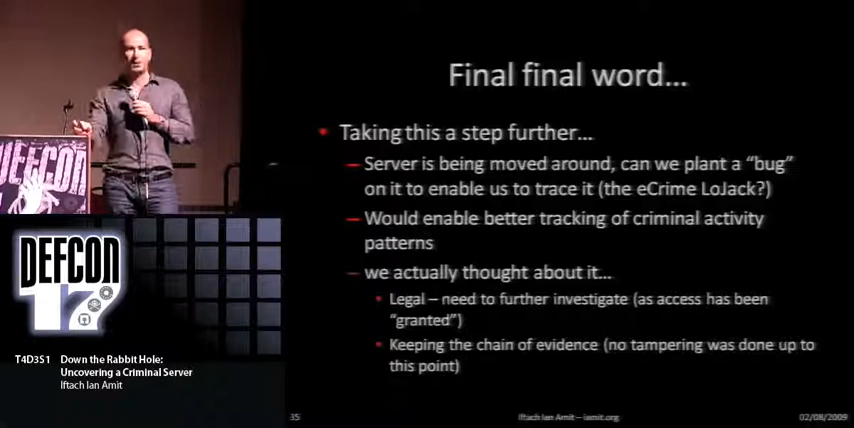 Final final word...
Taking this a step further...
Server is being moved around, can we plant a “bug”
on it to enable us to trace it (the eCrime LoJack?)
Would enable better tracking of criminal activity
patterns
we actually thought about it...
Legal – need to further investigate (as access has been
“granted”)
Keeping the chain of evidence (no tampering was done up to
this point)
35
Iftach Ian Amit – iamit.org
02/08/2009
DEFCON
DEFCON
17
T4D3S1 Down the Rabbit Hole:
Uncovering a Criminal Server
Iftach Ian Amit